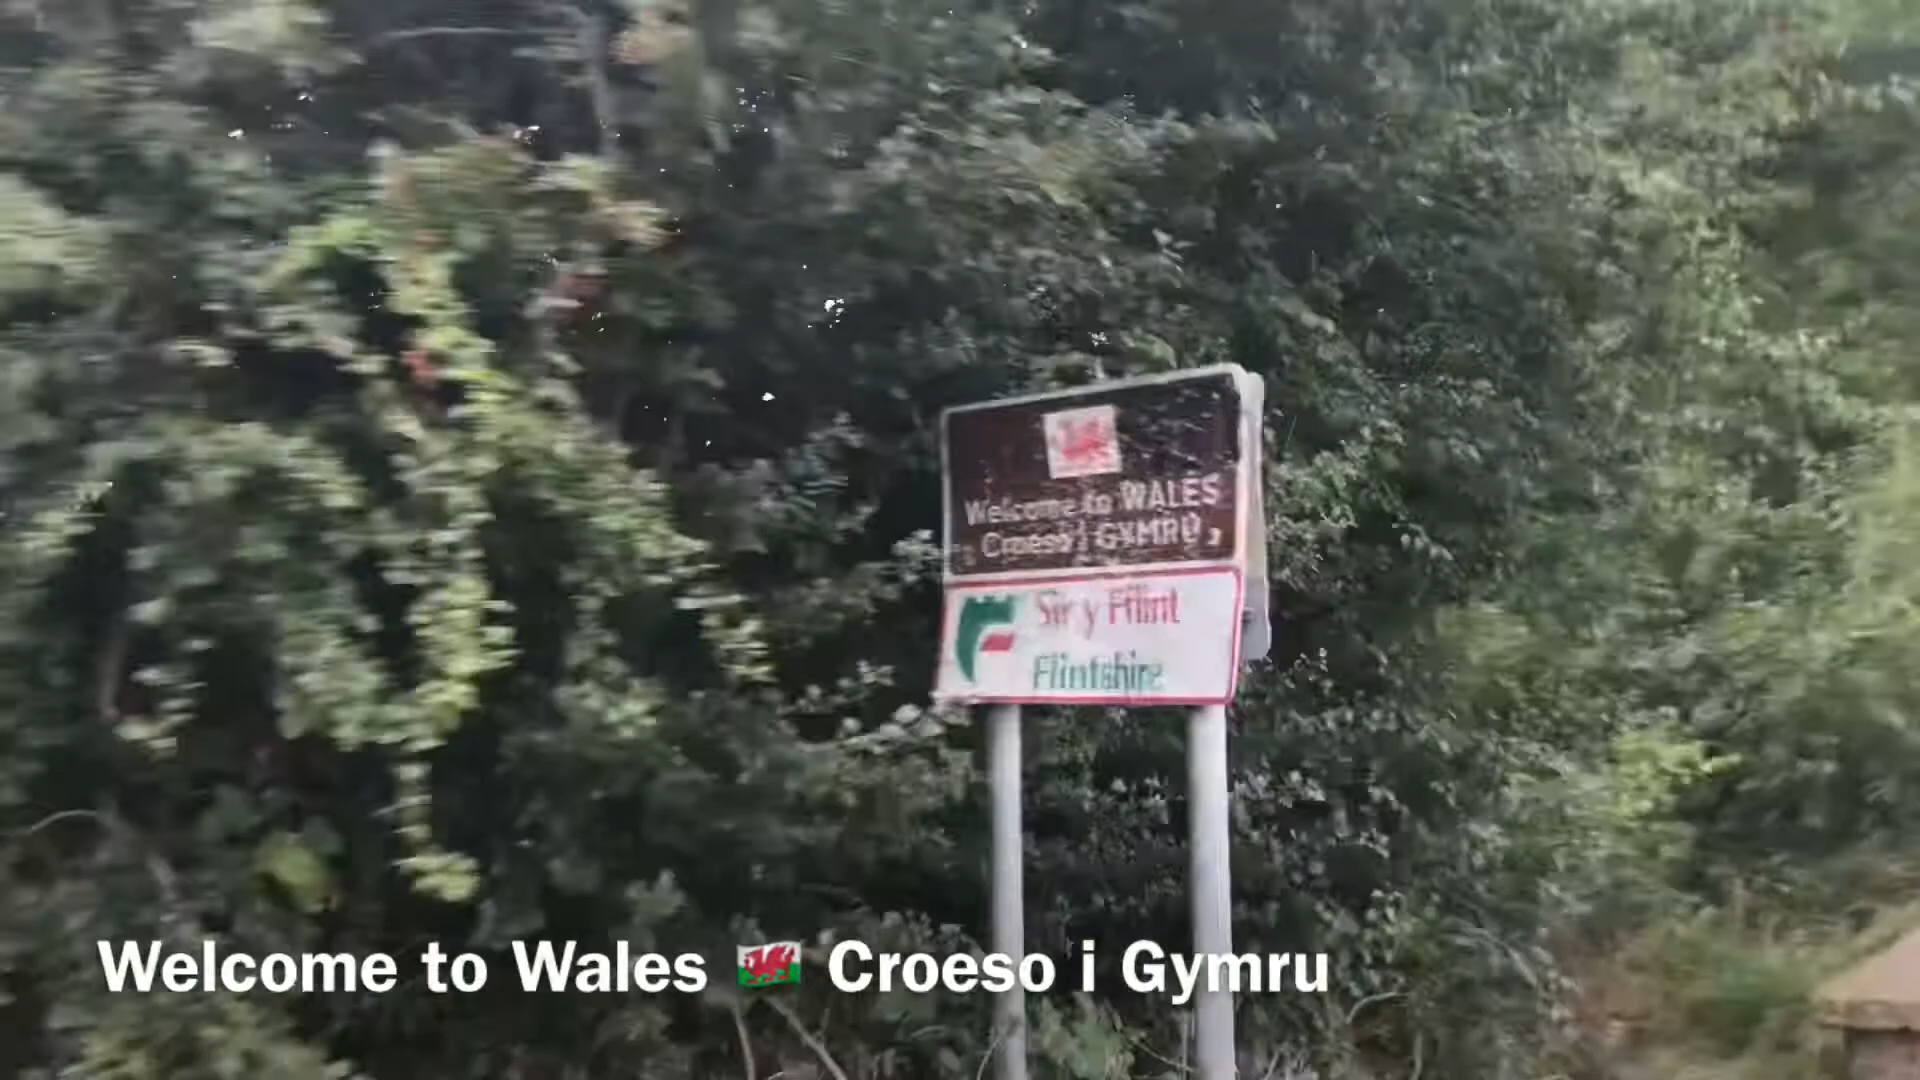 Welcome to WALES
Croeso i GYMRU
Sir y Fflint
Flintshire
Welcome to Wales 🏴󠁧󠁢󠁷󠁬󠁳󠁿 Croeso i Gymru